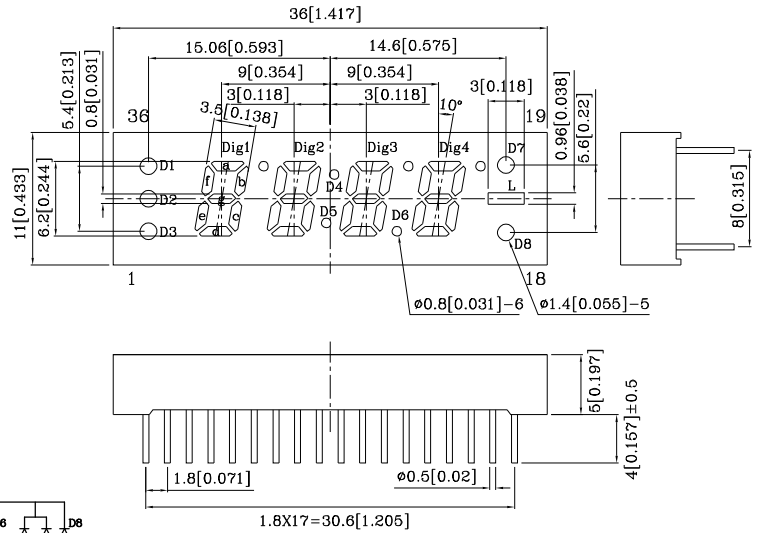 36[1.417]
15.06[0.593]
14.6[0.575]
9[0.354]
9[0.354]
3[0.118]
3[0.118]
3[0.118]
5.4[0.213]
0.8[0.031]
3.5[0.138]
10°
0.96[0.038]
5.6[0.22]
36
19
Dig1
Dig2
Dig3
Dig4
D7
D1
a
f
b
D4
L
D2
g
11[0.433]
6.2[0.244]
8[0.315]
e
c
D5
D6
D3
d
D8
1
18
ø0.8[0.031]-6
ø1.4[0.055]-5
5[0.197]
4[0.157]±0.5
1.8[0.071]
ø0.5[0.02]
1.8X17=30.6[1.205]
6
D8